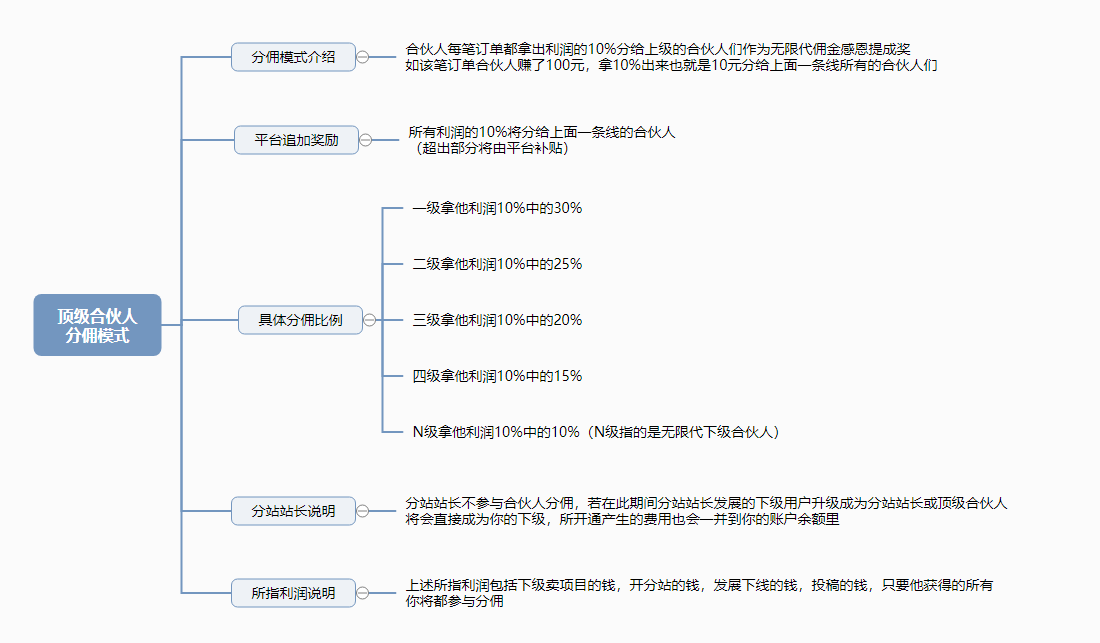 顶级合伙人
分佣模式
分佣模式介绍
合伙人每笔订单都拿出利润的10%分给上级的合伙人们作为无限代佣金感恩提成奖
如该笔订单合伙人赚了100元，拿10%出来也就是10元分给上面一条线所有的合伙人们
平台追加奖励
所有利润的10%将分给上面一条线的合伙人
（超出部分将由平台补贴）
具体分佣比例
一级拿他利润10%中的30%
二级拿他利润10%中的25%
三级拿他利润10%中的20%
四级拿他利润10%中的15%
N级拿他利润10%中的10%（N级指的是无限代下级合伙人）
分站站长说明
分站站长不参与合伙人分佣，若在此期间分站站长发展的下级用户升级成为分站站长或顶级合伙人
将会直接成为你的下级，所开通产生的费用也会一并到你的账户余额里
所指利润说明
上述所指利润包括下级卖项目的钱，开分站的钱，发展下线的钱，投稿的钱，只要他获得的所有
你将都参与分佣